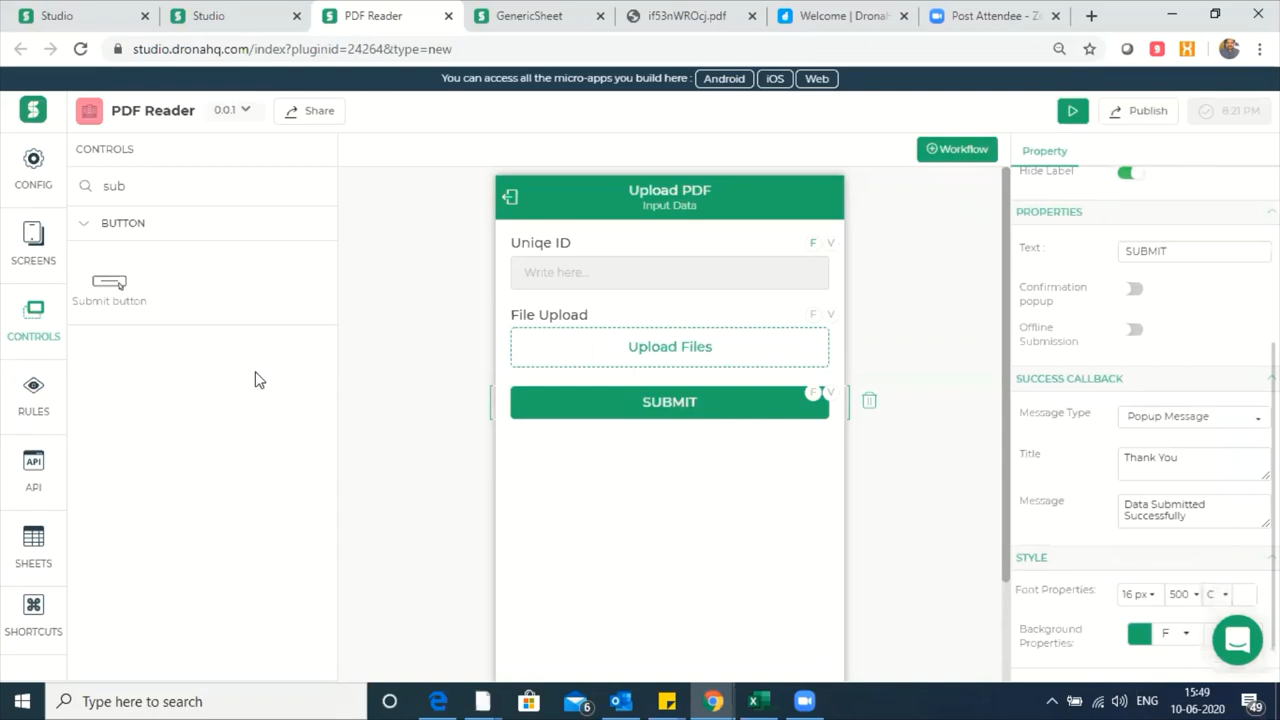 Studio
Studio
PDF Reader
GenericSheet
if53nWROcj.pdf
Welcome | DronaH
Post Attendee - Z
studio.dronahq.com/index?pluginid=24264&type=new
You can access all the micro-apps you build here : Android iOS Web
PDF Reader 0.0.1 Share
Publish 8:21 PM
CONFIG
SCREENS
CONTROLS
RULES
API
API
SHEETS
SHORTCUTS
CONTROLS
sub
BUTTON
Submit button
Workflow
Upload PDF
Input Data
Uniqe ID F V
Write here...
File Upload F V
Upload Files
SUBMIT F V
Property
Hide Label
PROPERTIES
Text : SUBMIT
Confirmation
popup
Offline
Submission
SUCCESS CALLBACK
Message Type Popup Message
Title Thank You
Message Data Submitted
Successfully
STYLE
Font Properties: 16 px 500 C
Background
Properties: F
Type here to search
6
ENG
15:49
10-06-2020
49